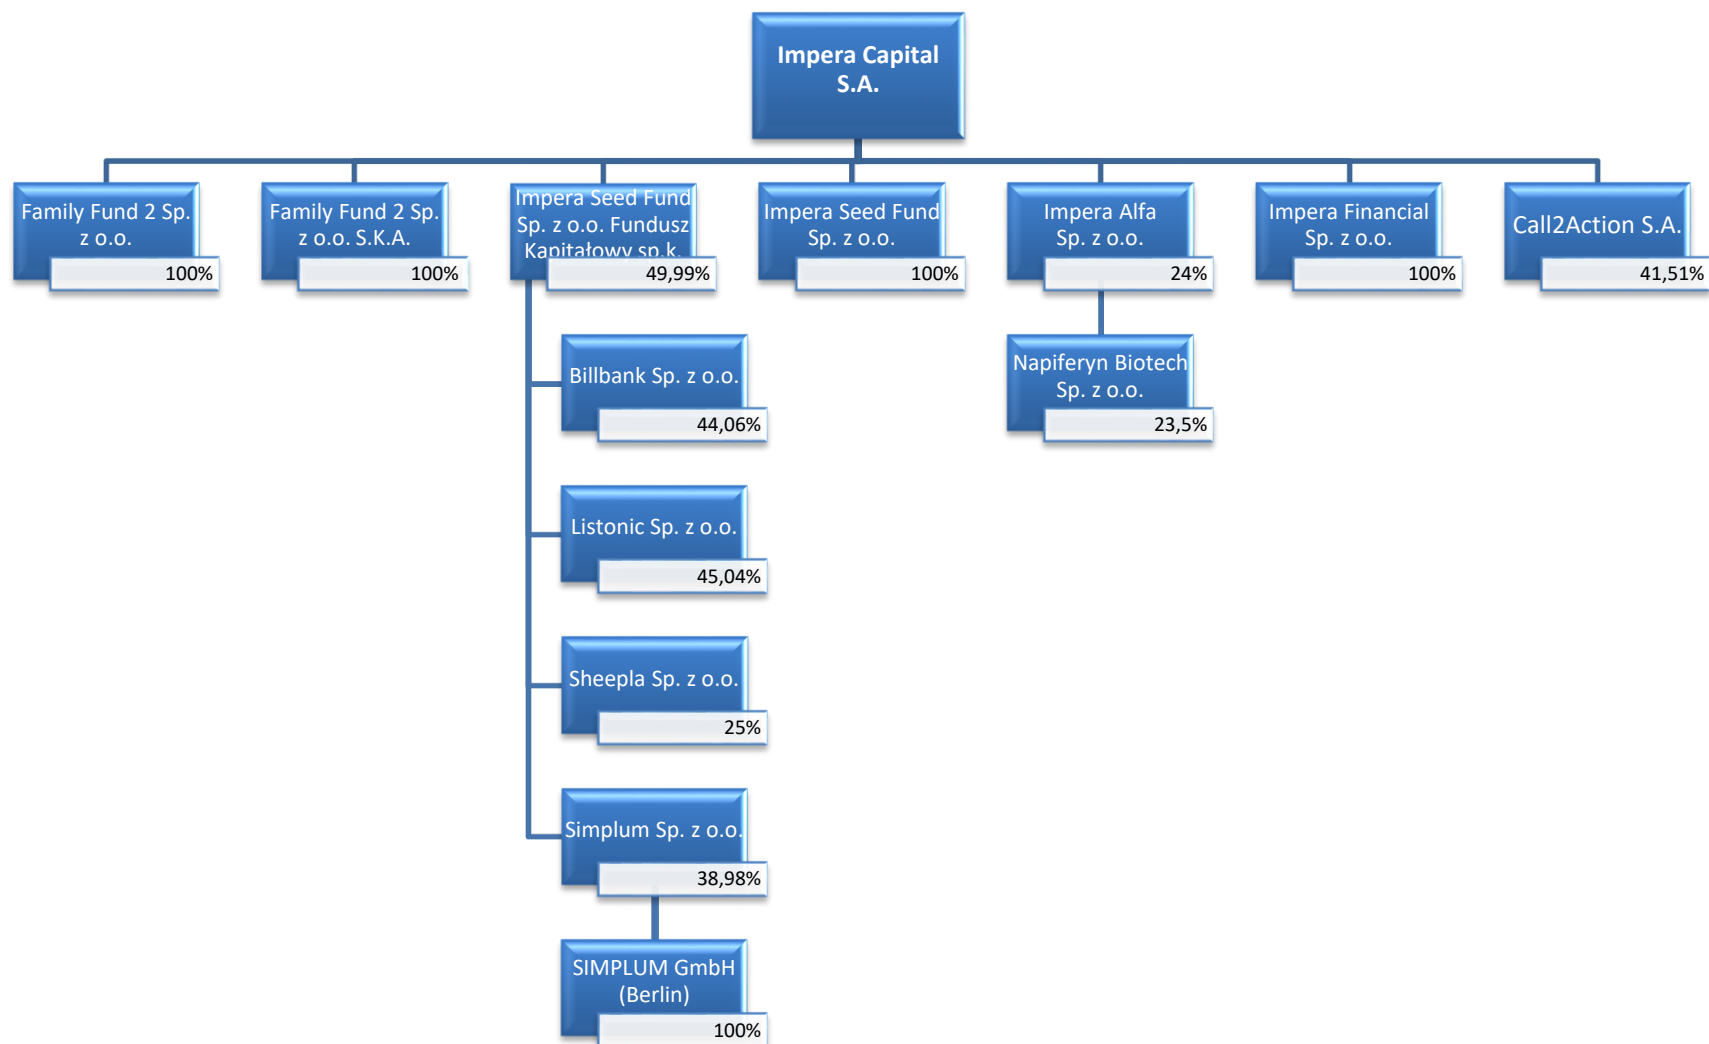 Impera Capital
S.A.
Family Fund 2 Sp.
z o.o.
100%
Family Fund 2 Sp.
z o.o. S.K.A.
100%
Impera Seed Fund
Sp. z o.o. Fundusz
Kapitałowy sp.k.
49,99%
Impera Seed Fund
Sp. z o.o.
100%
Impera Alfa
Sp. z o.o.
24%
Impera Financial
Sp. z o.o.
100%
Call2Action S.A.
41,51%
Billbank Sp. z o.o.
44,06%
Napiferyn Biotech
Sp. z o.o.
23,5%
Listonic Sp. z o.o.
45,04%
Sheepla Sp. z o.o.
25%
Simplum Sp. z o.o.
38,98%
SIMPLUM GmbH
(Berlin)
100%